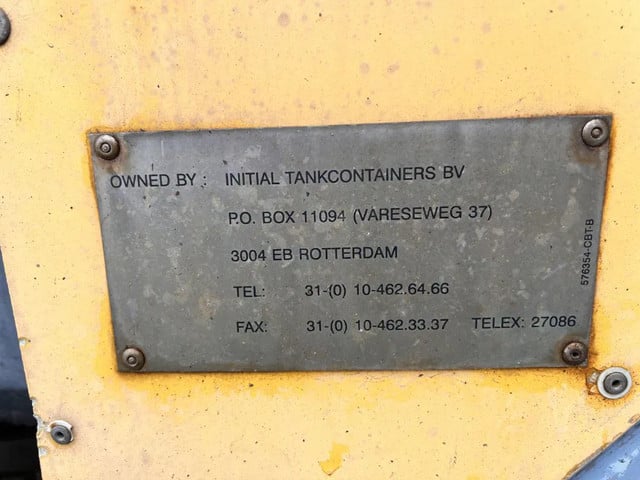 OWNED BY : INITIAL TANKCONTAINERS BV
P.O. BOX 11094 (VARESEWEG 37)
3004 EB ROTTERDAM
TEL: 31-(0) 10-462.64.66
FAX: 31-(0) 10-462.33.37 TELEX: 27086
576354-CBT-B